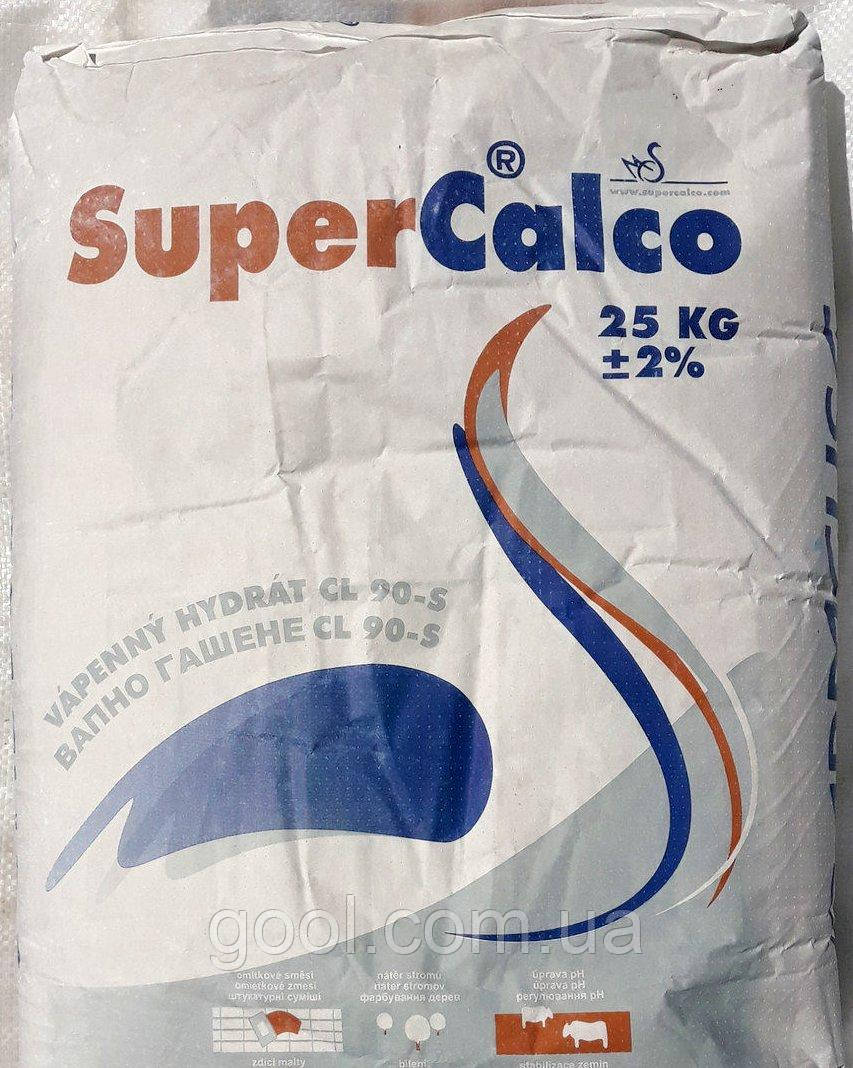 ®
www.supercalco.com
SuperCalco
25 KG
±2%
VÁPENNÝ HYDRÁT CL 90-S
ВАПНО ГАШЕНЕ CL 90-S
gool.com.ua
omítkové směsi
omietkové zmesi
штукатурні суміші
nátěr stromů
náter stromov
фарбування дерев
úprava pH
úprava pH
регулювання pH
zdicí malty
bílení
stabilizace zemin